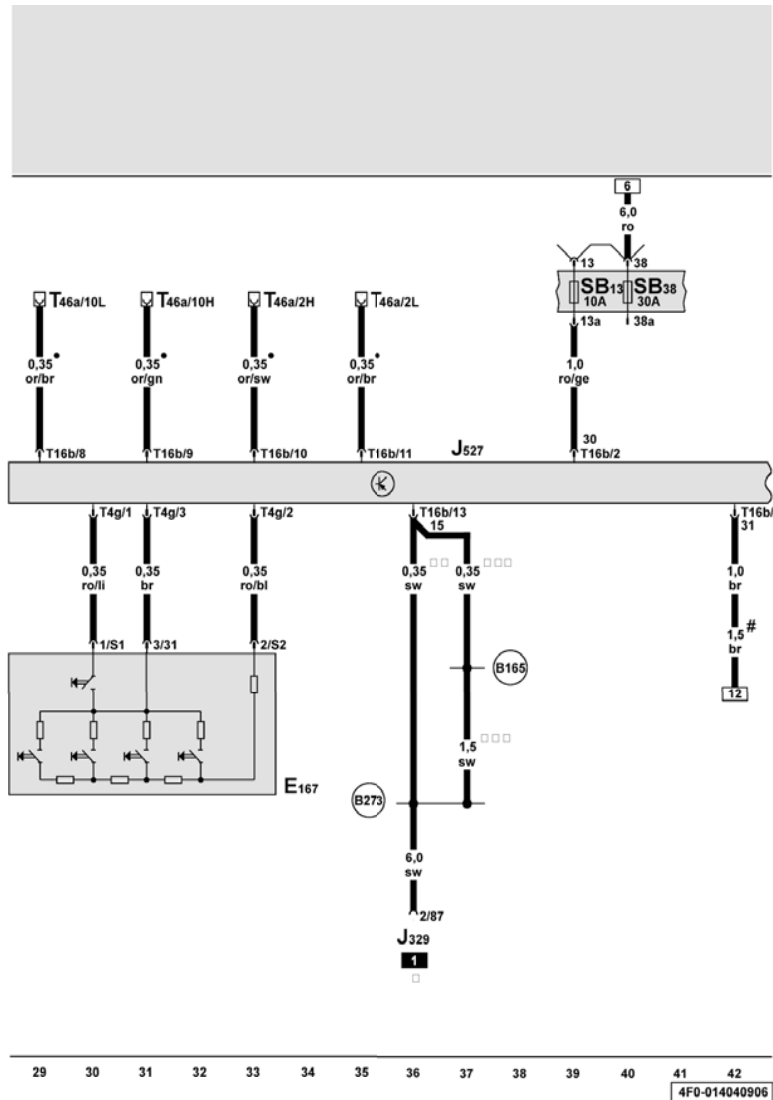 6
6,0
ro
13 38
SB13 SB38
10A 30A
13a 38a
T46a/10L T46a/10H T46a/2H T46a/2L
0,35 0,35 0,35 0,35 1,0
or/br or/gn or/sw or/br ro/ge
30
T16b/8 T16b/9 T16b/10 T16b/11 J527 T16b/2
T4g/1 T4g/3 T4g/2 T16b/13 T16b/
15 31
0,35 0,35 0,35 0,35 0,35 1,0
ro/li br ro/bl sw sw br
1,5 #
br
1/S1 3/31 2/S2
B165
12
1,5
sw
E167
B273
6,0
sw
2/87
J329
1
29 30 31 32 33 34 35 36 37 38 39 40 41 42
4F0-014040906